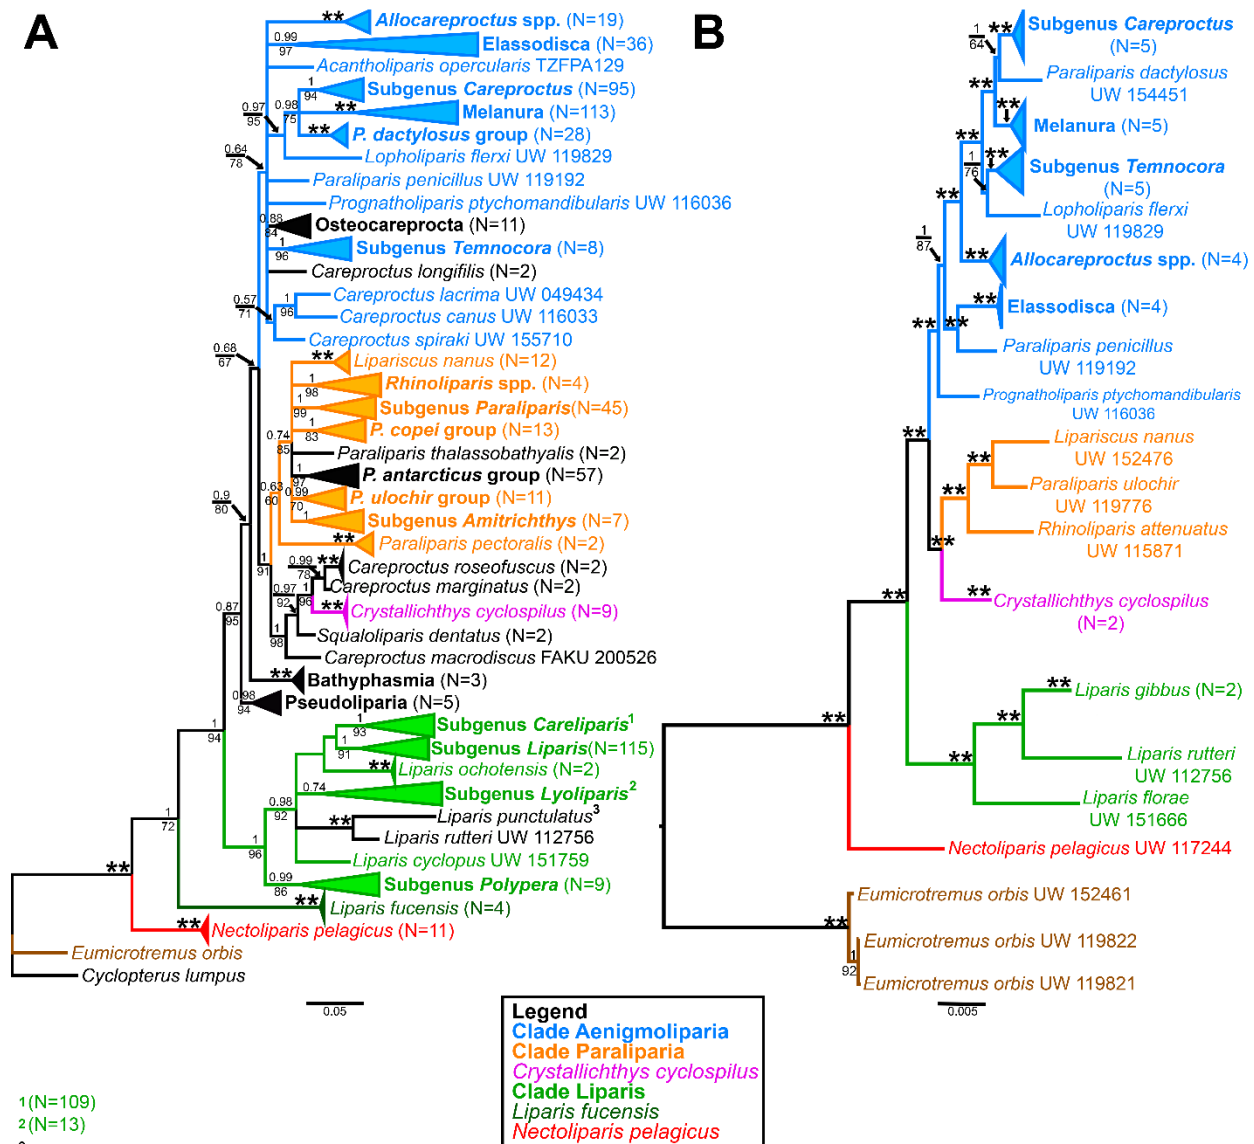 A
** Allocareproctus spp. (N=19)
0.99
97
Elassodisca (N=36)
Acantholiparis opercularis TZFPA129
1
94
Subgenus Careproctus (N=95)
0.97
95
0.98
75
** Melanura (N=113)
** P. dactylosus group (N=28)
0.64
78
Lopholiparis flerxi UW 119829
Paraliparis penicillus UW 119192
Prognatholiparis ptychomandibularis UW 116036
0.88
84
Osteocareprocta (N=11)
1
96
Subgenus Temnocora (N=8)
Careproctus longifilis (N=2)
0.57
71
1
96
Careproctus lacrima UW 049434
Careproctus canus UW 116033
Careproctus spiraki UW 155710
0.68
67
** Lipariscus nanus (N=12)
1
98
Rhinoliparis spp. (N=4)
1
99
Subgenus Paraliparis(N=45)
1
83
P. copei group (N=13)
0.74
85
Paraliparis thalassobathyalis (N=2)
1
97
P. antarcticus group (N=57)
0.63
60
0.99
70
P. ulochir group (N=11)
1
Subgenus Amitrichthys (N=7)
0.9
80
** Paraliparis pectoralis (N=2)
1
91
0.99
78
** Careproctus roseofuscus (N=2)
Careproctus marginatus (N=2)
0.97
92
1
96
** Crystallichthys cyclospilus (N=9)
Squaloliparis dentatus (N=2)
1
98
Careproctus macrodiscus FAKU 200526
0.87
95
** Bathyphasmia (N=3)
0.98
94
Pseudoliparia (N=5)
1
94
1
93
Subgenus Careliparis1
1
91
Subgenus Liparis(N=115)
** Liparis ochotensis (N=2)
0.74
Subgenus Lyoliparis2
0.98
92
Liparis punctulatus3
** Liparis rutteri UW 112756
1
72
1
96
Liparis cyclopus UW 151759
0.99
86
Subgenus Polypera (N=9)
** Liparis fucensis (N=4)
**
** Nectoliparis pelagicus (N=11)
Eumicrotremus orbis
Cyclopterus lumpus
0.05
1 (N=109)
2 (N=13)
B
1
64
** Subgenus Careproctus
(N=5)
Paraliparis dactylosus
UW 154451
** Melanura (N=5)
**
1
76
** Subgenus Temnocora
(N=5)
Lopholiparis flerxi
UW 119829
**
1
87
** Allocareproctus spp. (N=4)
** Elassodisca (N=4)
**
**
Paraliparis penicillus
UW 119192
Prognatholiparis ptychomandibularis
UW 116036
**
** Lipariscus nanus
UW 152476
**
Paraliparis ulochir
UW 119776
Rhinoliparis attenuatus
UW 115871
**
** Crystallichthys cyclospilus
(N=2)
**
** Liparis gibbus (N=2)
**
**
Liparis rutteri
UW 112756
**
Liparis florae
UW 151666
Nectoliparis pelagicus UW 117244
Eumicrotremus orbis UW 152461
**
Eumicrotremus orbis UW 119822
1
92
Eumicrotremus orbis UW 119821
0.005
Legend
Clade Aenigmoliparia
Clade Paraliparia
Crystallichthys cyclospilus
Clade Liparis
Liparis fucensis
Nectoliparis pelagicus